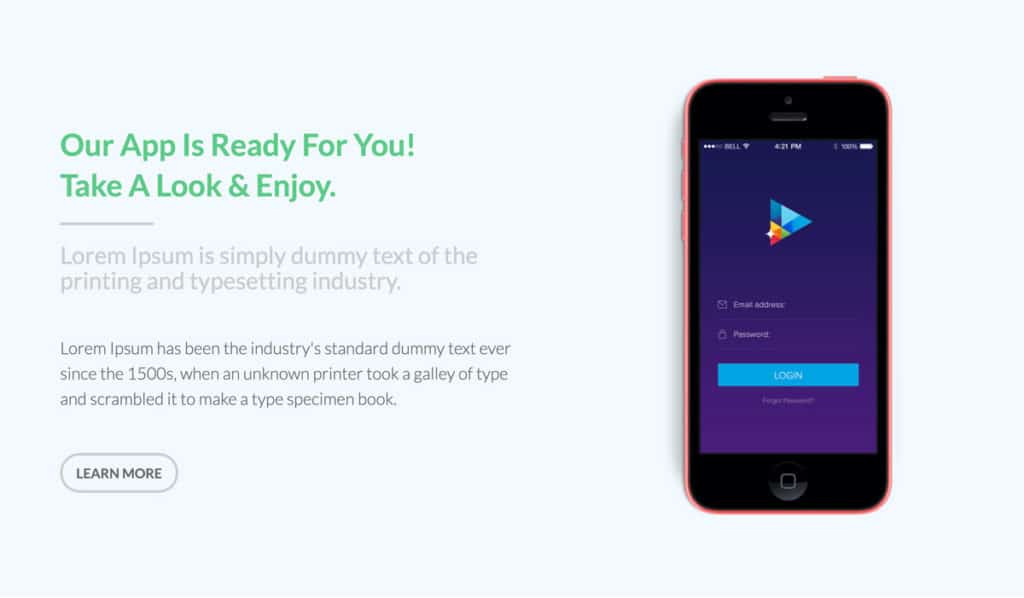 Our App Is Ready For You!
Take A Look & Enjoy.
Lorem Ipsum is simply dummy text of the
printing and typesetting industry.
Lorem Ipsum has been the industry's standard dummy text ever
since the 1500s, when an unknown printer took a galley of type
and scrambled it to make a type specimen book.
LEARN MORE
BELL 4:21 PM 100%
Email address:
Password:
LOGIN
Forgot Password?